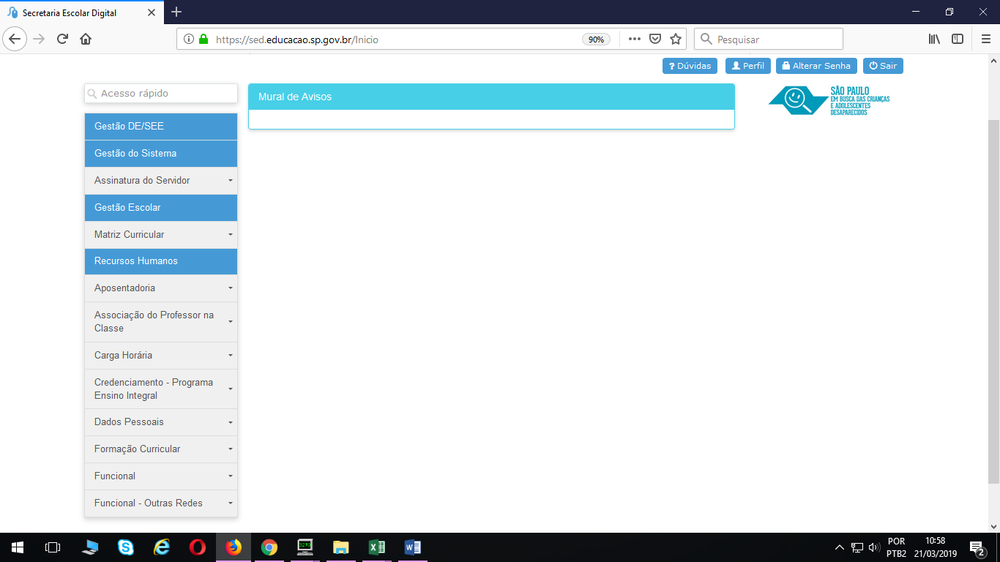 Secretaria Escolar Digital
https://sed.educacao.sp.gov.br/Inicio
90%
Pesquisar
? Dúvidas
Perfil
Alterar Senha
Sair
Acesso rápido
Gestão DE/SEE
Gestão do Sistema
Assinatura do Servidor
Gestão Escolar
Matriz Curricular
Recursos Humanos
Aposentadoria
Associação do Professor na
Classe
Carga Horária
Credenciamento - Programa
Ensino Integral
Dados Pessoais
Formação Curricular
Funcional
Funcional - Outras Redes
Mural de Avisos
SÃO PAULO
EM BUSCA DAS CRIANÇAS
E ADOLESCENTES
DESAPARECIDOS
3270
POR
PTB2
10:58
21/03/2019
2